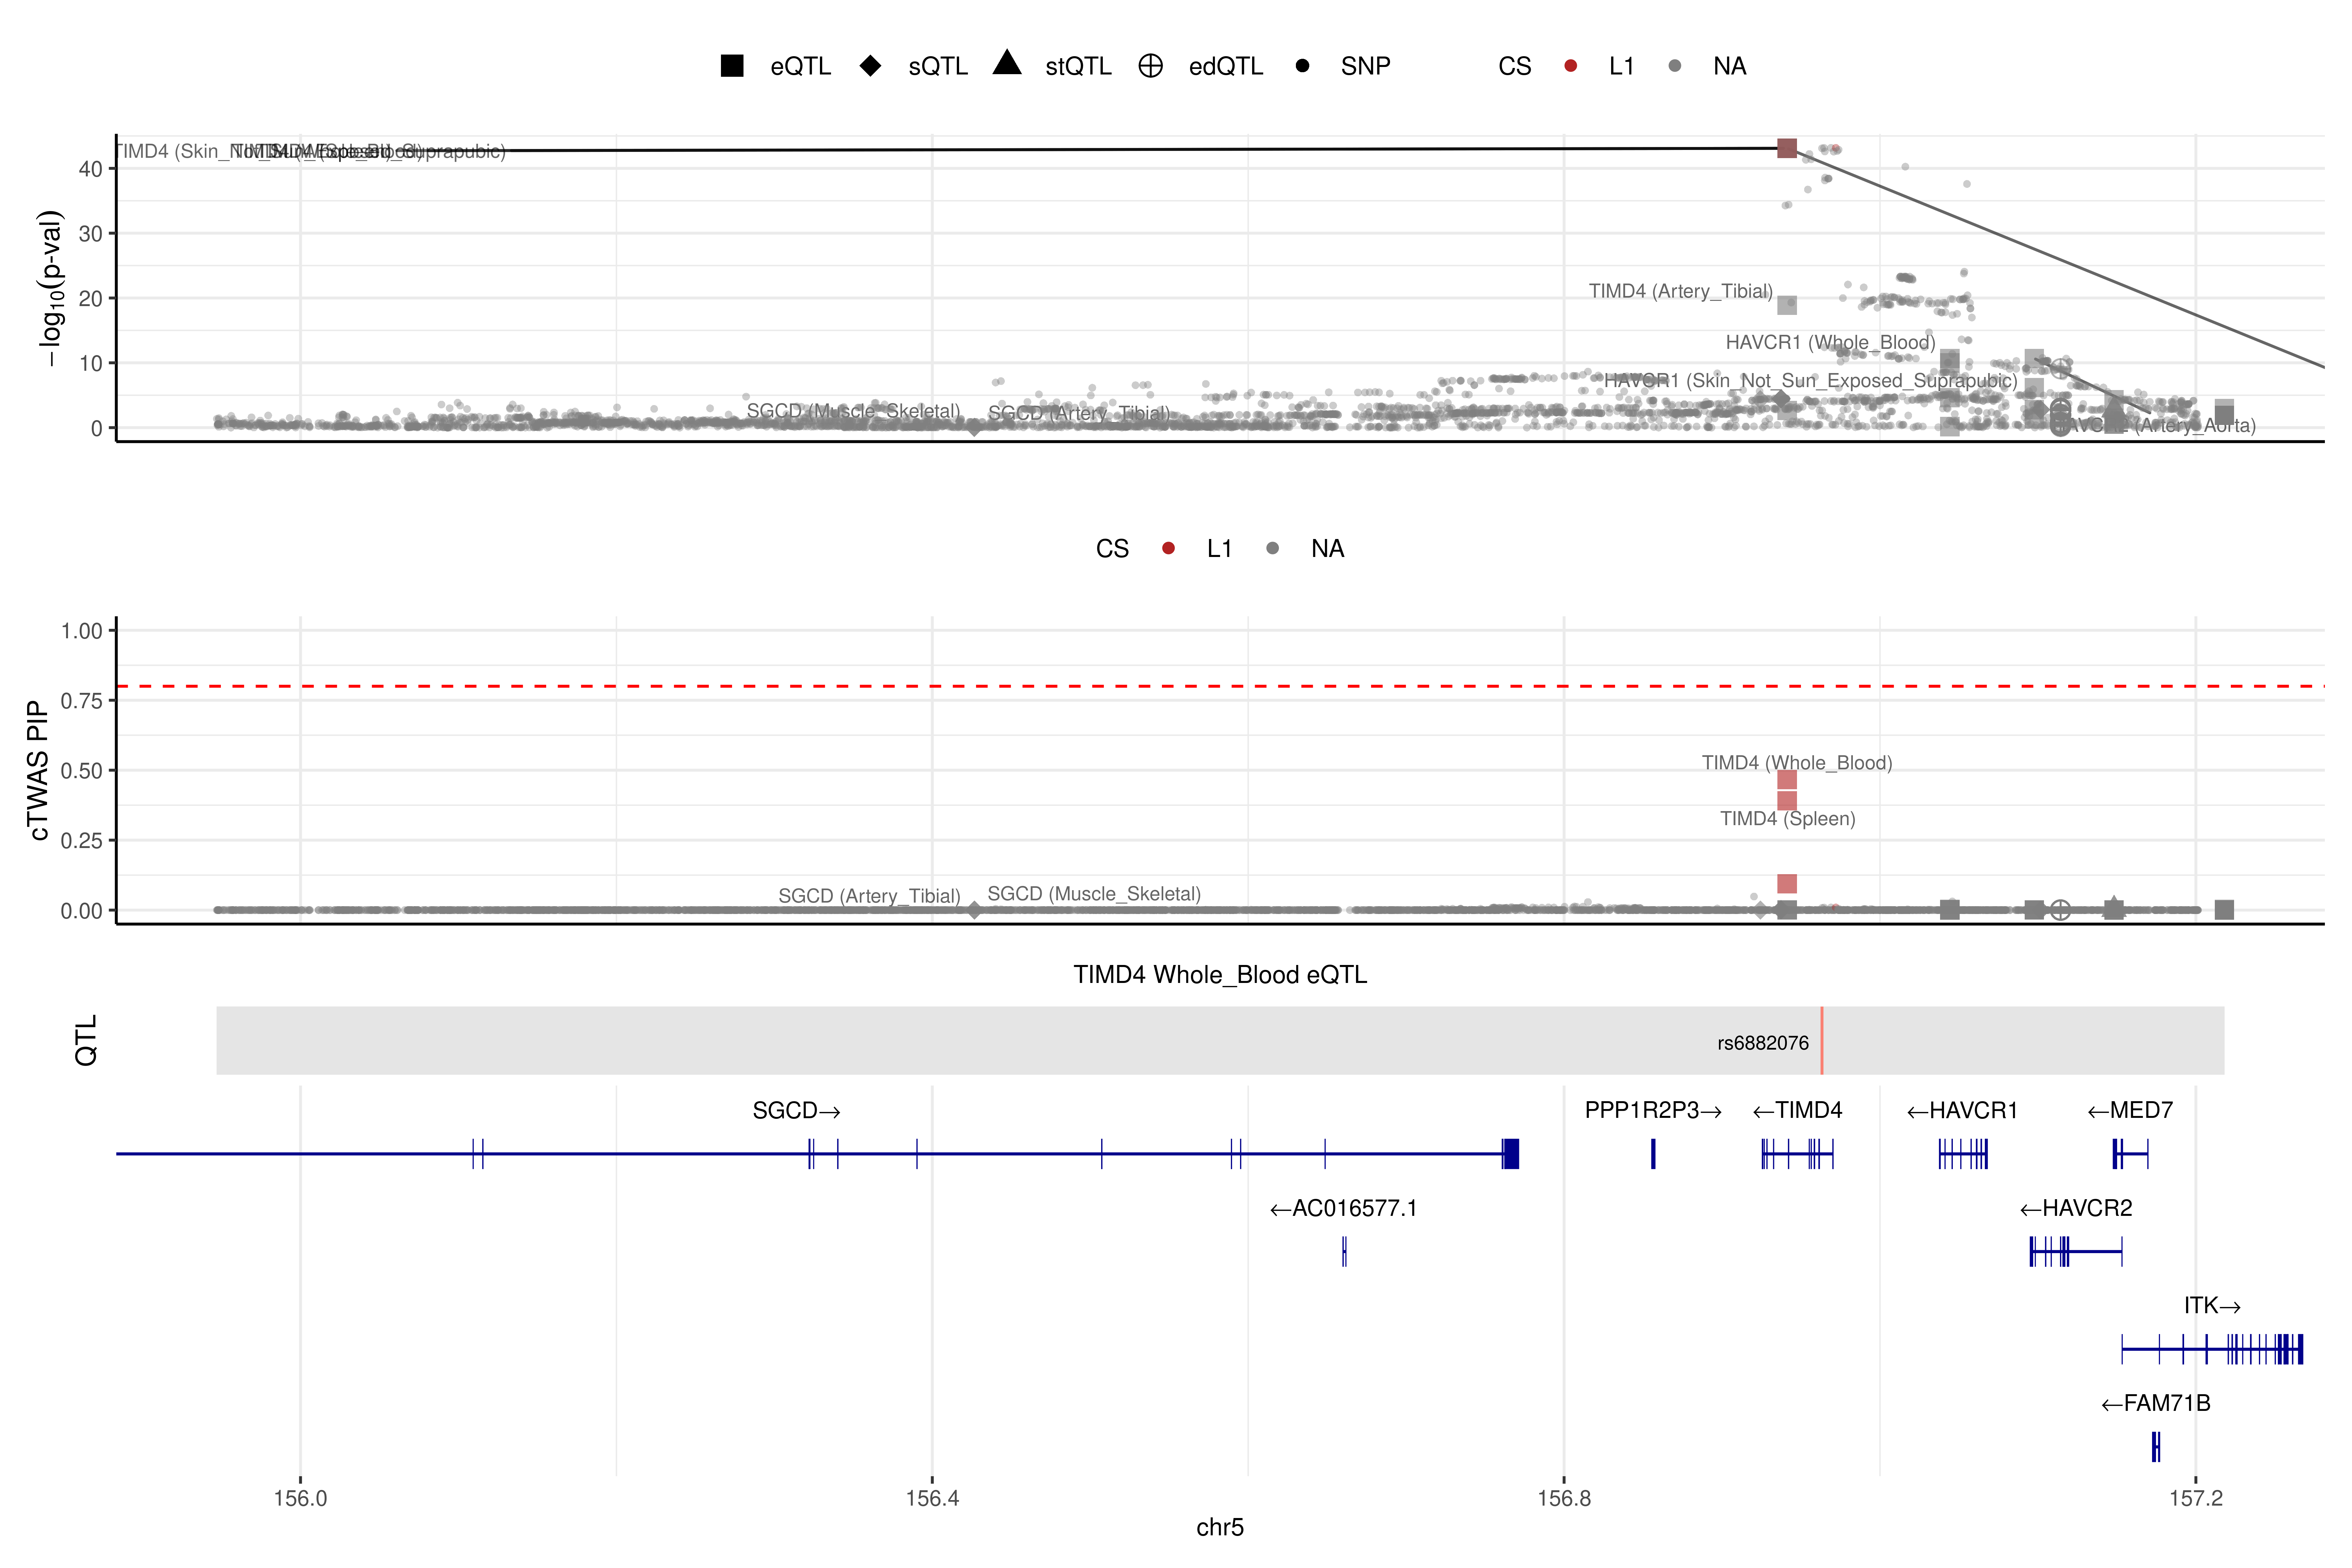 eQTL sQTL stQTL edQTL SNP CS L1 NA
−log10(p-val)
40
30
20
10
0
TIMD4 (Artery_Tibial)
HAVCR1 (Whole_Blood)
HAVCR1 (Skin_Not_Sun_Exposed_Suprapubic)
SGCD (Muscle_Skeletal)
SGCD (Artery_Tibial)
(Artery_Aorta)
CS L1 NA
cTWAS PIP
1.00
0.75
0.50
0.25
0.00
TIMD4 (Whole_Blood)
TIMD4 (Spleen)
SGCD (Artery_Tibial)
SGCD (Muscle_Skeletal)
TIMD4 Whole_Blood eQTL
QTL
rs6882076
SGCD→ PPP1R2P3→ ←TIMD4 ←HAVCR1 ←MED7
←AC016577.1 ←HAVCR2
ITK→
←FAM71B
156.0 156.4 156.8 157.2
chr5